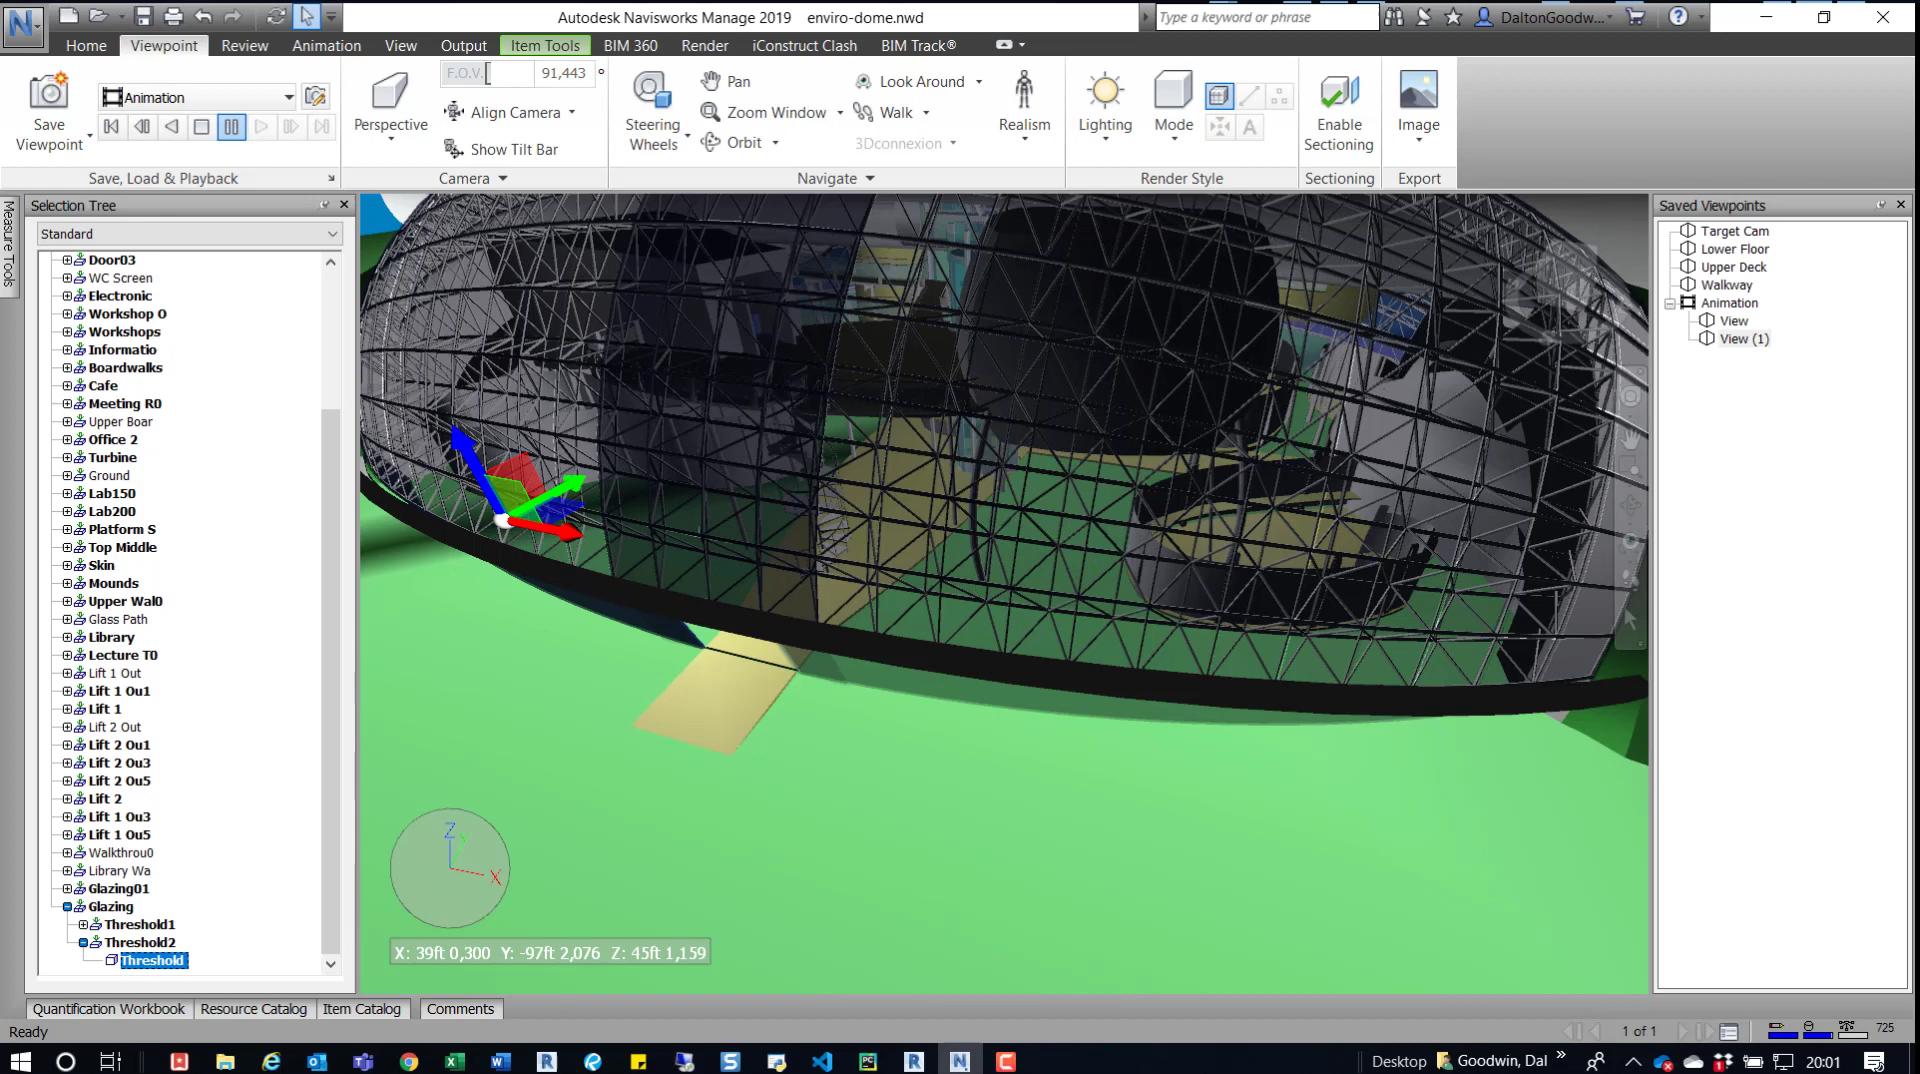 Autodesk Navisworks Manage 2019 enviro-dome.nwd
Type a keyword or phrase
DaltonGoodw...
Home Viewpoint Review Animation View Output Item Tools BIM 360 Render iConstruct Clash BIM Track®
Save Viewpoint
Animation
Save, Load & Playback
Perspective
F.O.V. 91,443 °
Align Camera
Show Tilt Bar
Camera
Steering Wheels
Pan
Zoom Window
Orbit
Look Around
Walk
3Dconnexion
Navigate
Realism
Lighting
Mode
Render Style
Enable Sectioning
Sectioning
Image
Export
Measure Tools
Selection Tree
Standard
Door03
WC Screen
Electronic
Workshop O
Workshops
Informatio
Boardwalks
Cafe
Meeting R0
Upper Boar
Office 2
Turbine
Ground
Lab150
Lab200
Platform S
Top Middle
Skin
Mounds
Upper Wal0
Glass Path
Library
Lecture T0
Lift 1 Out
Lift 1 Ou1
Lift 1
Lift 2 Out
Lift 2 Ou1
Lift 2 Ou3
Lift 2 Ou5
Lift 2
Lift 1 Ou3
Lift 1 Ou5
Walkthrou0
Library Wa
Glazing01
Glazing
Threshold1
Threshold2
Threshold
Z
Y
X
X: 39ft 0,300 Y: -97ft 2,076 Z: 45ft 1,159
Saved Viewpoints
Target Cam
Lower Floor
Upper Deck
Walkway
Animation
View
View (1)
Quantification Workbook Resource Catalog Item Catalog Comments
Ready
1 of 1
725
Desktop
Goodwin, Dal
20:01